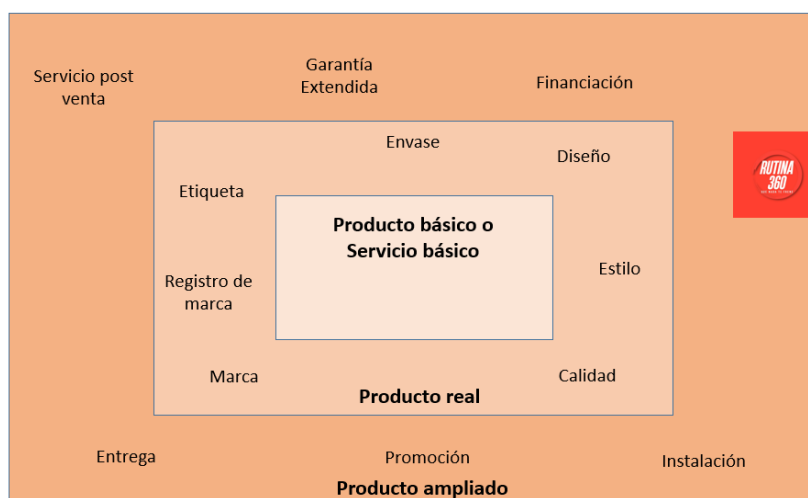 Servicio post
venta
Garantía
Extendida
Financiación
Envase
Diseño
Etiqueta
RUTINA
360
Producto básico o
Servicio básico
Estilo
Registro de
marca
Marca
Calidad
Producto real
Entrega
Promoción
Instalación
Producto ampliado